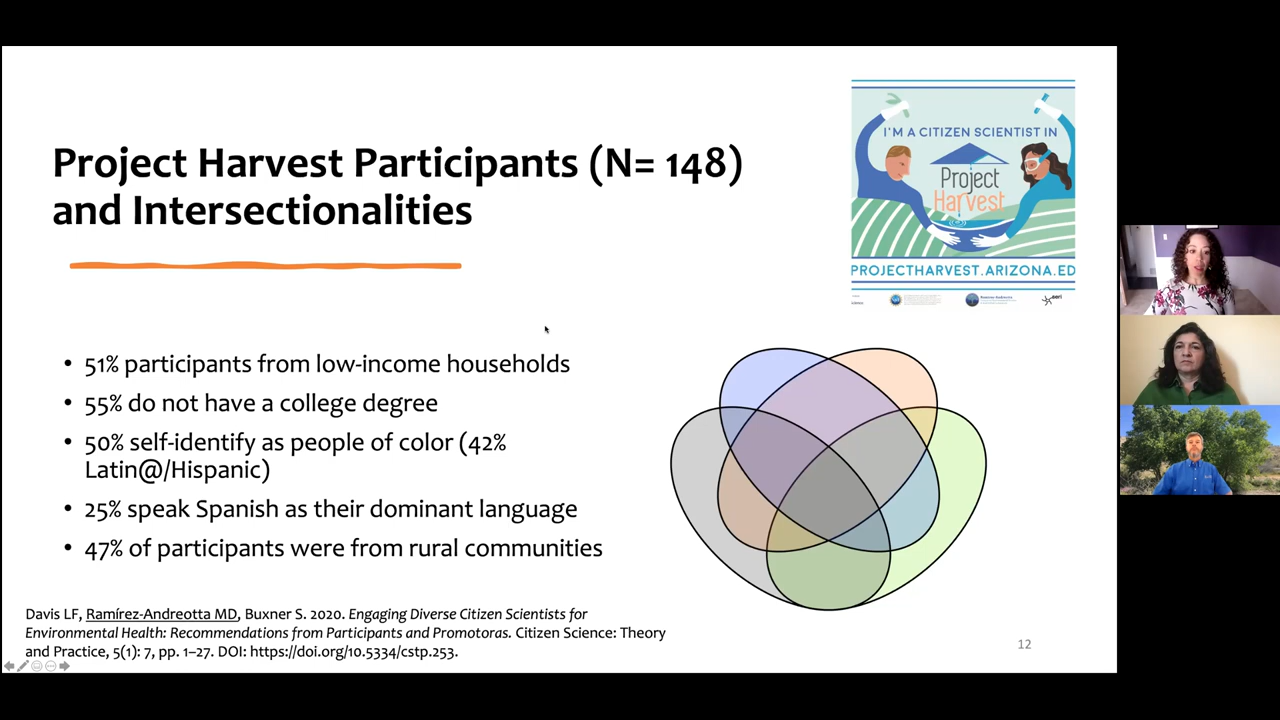 Project Harvest Participants (N= 148)
and Intersectionalities
I'M A CITIZEN SCIENTIST IN
Project
Harvest
PROJECTHARVEST.ARIZONA.ED
• 51% participants from low-income households
• 55% do not have a college degree
• 50% self-identify as people of color (42%
Latin@/Hispanic)
• 25% speak Spanish as their dominant language
• 47% of participants were from rural communities
Davis LF, Ramírez-Andreotta MD, Buxner S. 2020. Engaging Diverse Citizen Scientists for
Environmental Health: Recommendations from Participants and Promotoras. Citizen Science: Theory
and Practice, 5(1): 7, pp. 1–27. DOI: https://doi.org/10.5334/cstp.253.
12